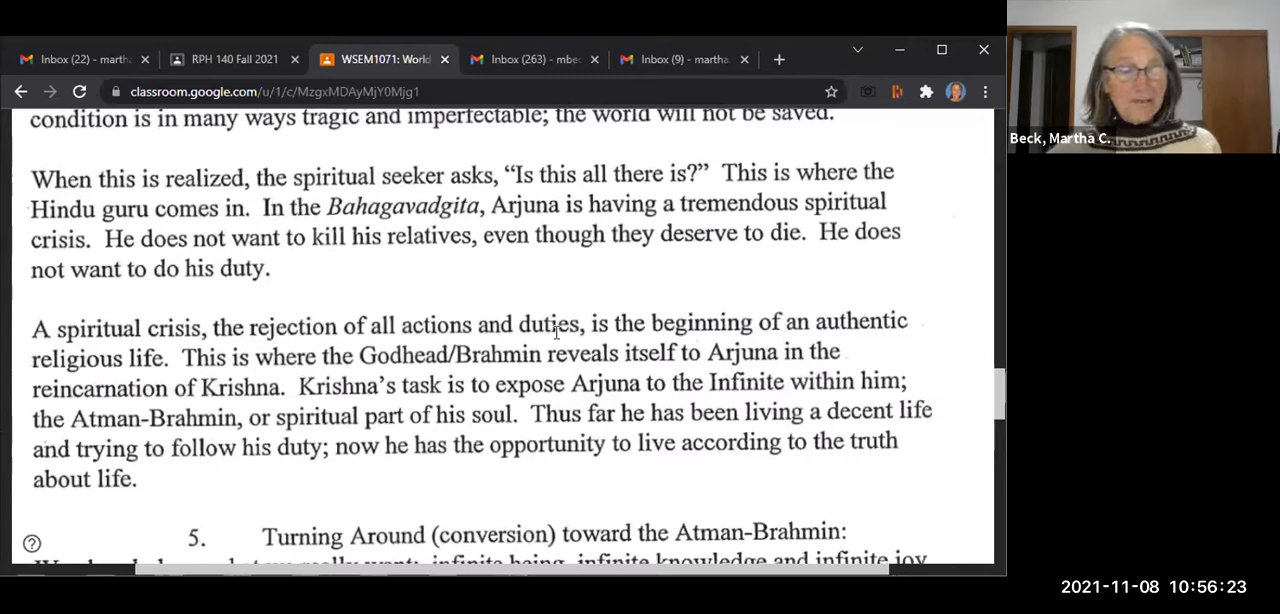 Inbox (22) - marth
RPH 140 Fall 2021
WSEM1071: World
Inbox (263) - mbec
Inbox (9) - martha.
classroom.google.com/u/1/c/MzgxMDAyMjY0Mjg1
Beck, Martha C.
condition is in many ways tragic and imperfectable; the world will not be saved.
When this is realized, the spiritual seeker asks, “Is this all there is?” This is where the
Hindu guru comes in. In the Bahagavadgita, Arjuna is having a tremendous spiritual
crisis. He does not want to kill his relatives, even though they deserve to die. He does
not want to do his duty.
A spiritual crisis, the rejection of all actions and duties, is the beginning of an authentic
religious life. This is where the Godhead/Brahmin reveals itself to Arjuna in the
reincarnation of Krishna. Krishna’s task is to expose Arjuna to the Infinite within him;
the Atman-Brahmin, or spiritual part of his soul. Thus far he has been living a decent life
and trying to follow his duty; now he has the opportunity to live according to the truth
about life.
5. Turning Around (conversion) toward the Atman-Brahmin:
infinite being, infinite knowledge and infinite joy
2021-11-08 10:56:23